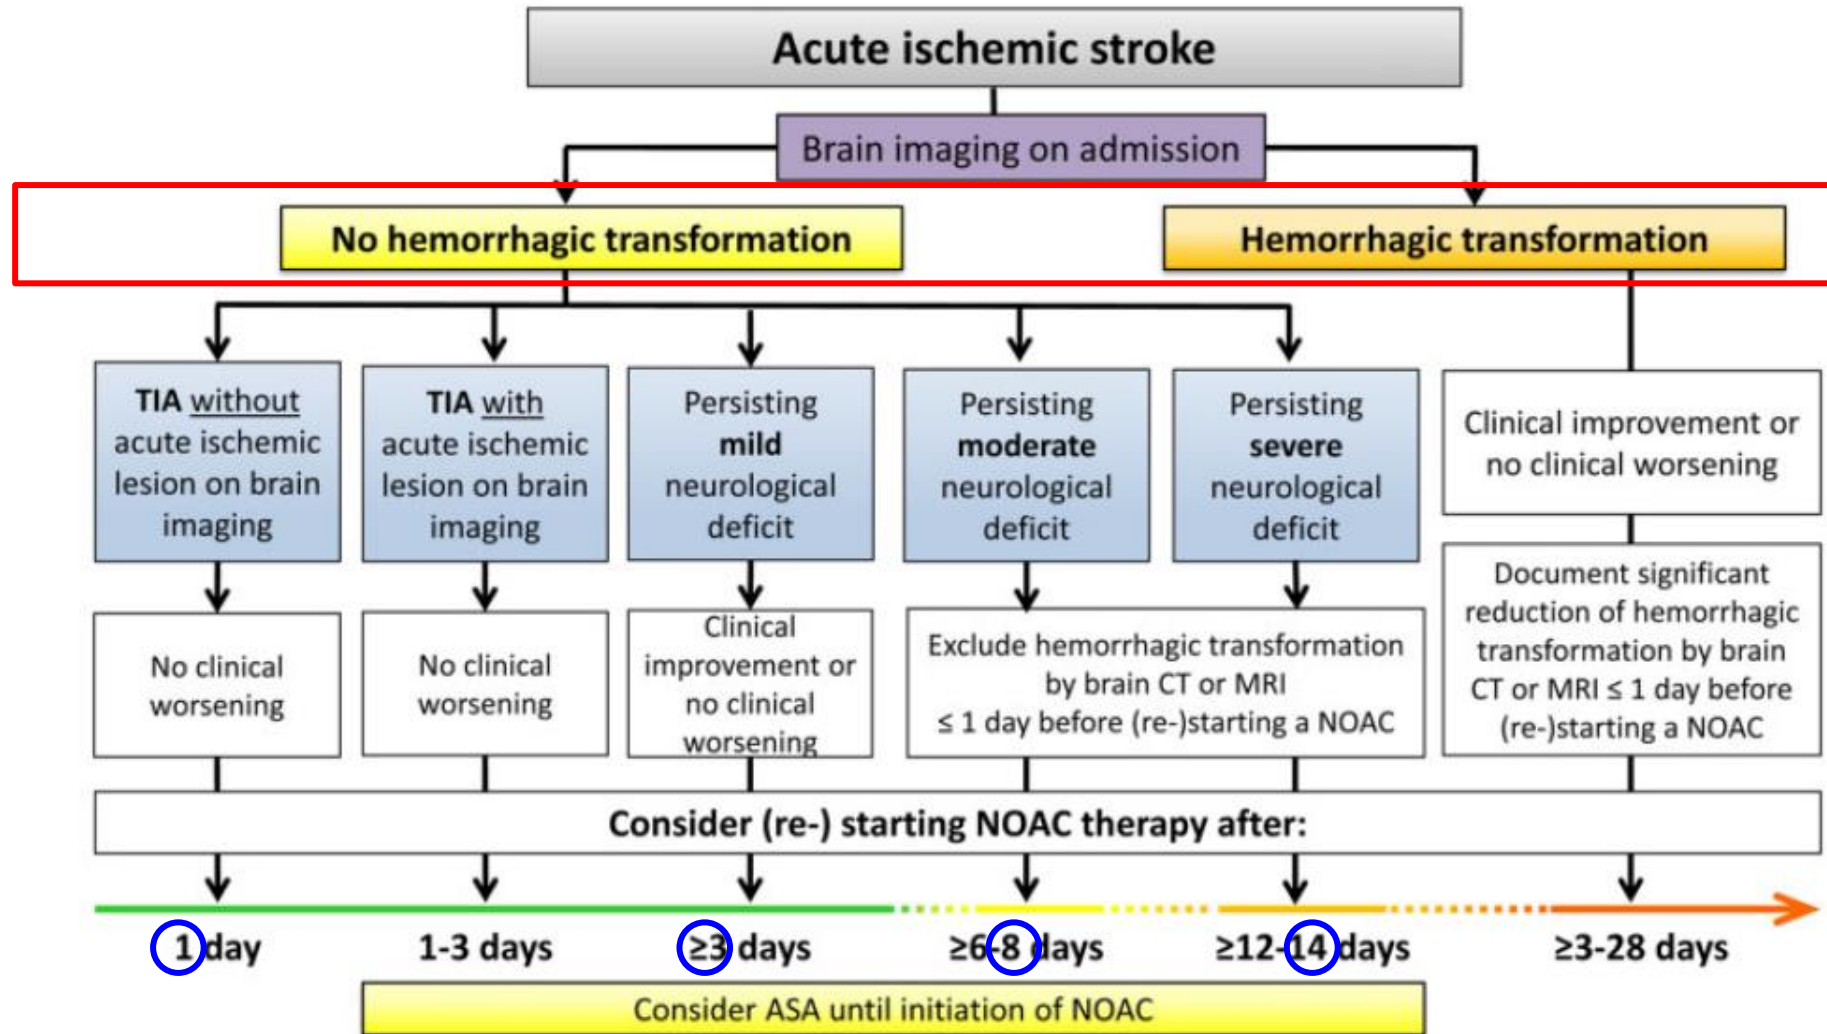 Acute ischemic stroke
Brain imaging on admission
No hemorrhagic transformation
Hemorrhagic transformation
TIA without
acute ischemic
lesion on brain
imaging
TIA with
acute ischemic
lesion on brain
imaging
Persisting
mild
neurological
deficit
Persisting
moderate
neurological
deficit
Persisting
severe
neurological
deficit
Clinical improvement or
no clinical worsening
No clinical
worsening
No clinical
worsening
Clinical
improvement or
no clinical
worsening
Exclude hemorrhagic transformation
by brain CT or MRI
≤ 1 day before (re-)starting a NOAC
Document significant
reduction of hemorrhagic
transformation by brain
CT or MRI ≤ 1 day before
(re-)starting a NOAC
Consider (re-) starting NOAC therapy after:
1 day
1-3 days
≥3 days
≥6-8 days
≥12-14 days
≥3-28 days
Consider ASA until initiation of NOAC